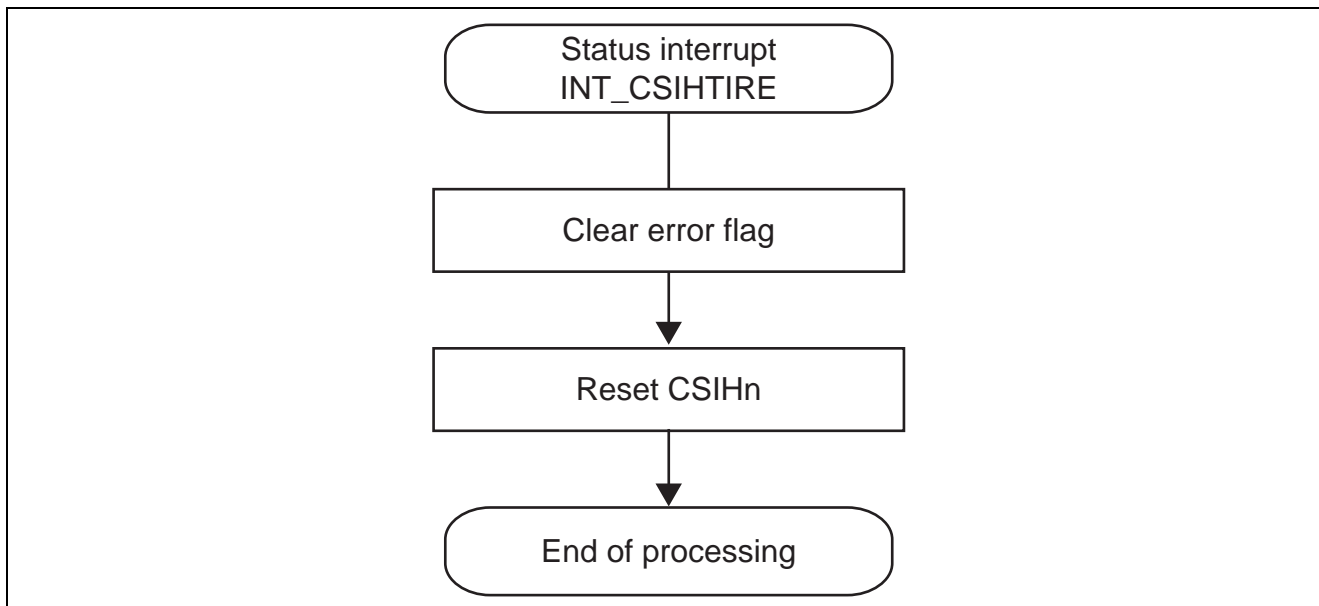 Status interrupt
INT_CSIHTIRE
Clear error flag
Reset CSIHn
End of processing